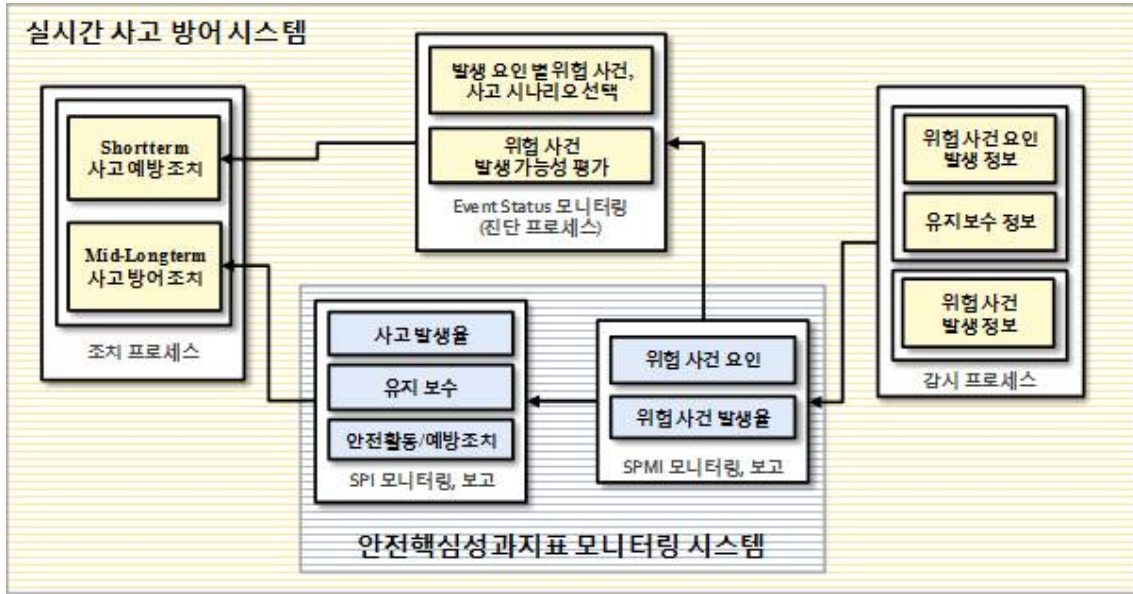 실시간 사고 방어 시스템
발생 요인 별 위험 사건,
사고 시나리오 선택
위험 사건
발생 가능성 평가
Event Status 모니터링
(진단 프로세스)
Shortterm
사고 예방 조치
Mid-Longterm
사고 방어 조치
조치 프로세스
위험 사건 요인
발생 정보
유지 보수 정보
위험 사건
발생 정보
감시 프로세스
사고 발생율
유지 보수
안전활동/예방조치
SPI 모니터링, 보고
위험 사건 요인
위험 사건 발생율
SPMI 모니터링, 보고
안전핵심성과지표 모니터링 시스템